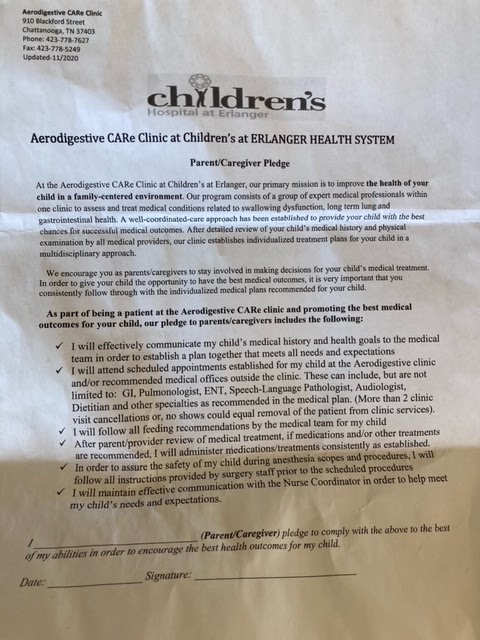 Aerodigestive CARe Clinic
910 Blackford Street
Chattanooga, TN 37403
Phone: 423-778-7627
Fax: 423-778-5249
Updated-11/2020
children's
Hospital at Erlanger
Aerodigestive CARe Clinic at Children's at ERLANGER HEALTH SYSTEM
Parent/Caregiver Pledge
At the Aerodigestive CARe Clinic at Children's at Erlanger, our primary mission is to improve the health of your
child in a family-centered environment. Our program consists of a group of expert medical professionals within
one clinic to assess and treat medical conditions related to swallowing dysfunction, long term lung and
gastrointestinal health. A well-coordinated-care approach has been established to provide your child with the best
chances for successful medical outcomes. After detailed review of your child's medical history and physical
examination by all medical providers, our clinic establishes individualized treatment plans for your child in a
multidisciplinary approach.
We encourage you as parents/caregivers to stay involved in making decisions for your child's medical treatment.
In order to give your child the opportunity to have the best medical outcomes, it is very important that you
consistently follow through with the individualized medical plans recommended for your child.
As part of being a patient at the Aerodigestive CARe clinic and promoting the best medical
outcomes for your child, our pledge to parents/caregivers includes the following:
✓ I will effectively communicate my child's medical history and health goals to the medical
team in order to establish a plan together that meets all needs and expectations
✓ I will attend scheduled appointments established for my child at the Aerodigestive clinic
and/or recommended medical offices outside the clinic. These can include, but are not
limited to: GI, Pulmonologist, ENT, Speech-Language Pathologist, Audiologist,
Dietitian and other specialties as recommended in the medical plan. (More than 2 clinic
visit cancellations or, no shows could equal removal of the patient from clinic services).
✓ I will follow all feeding recommendations by the medical team for my child
✓ After parent/provider review of medical treatment, if medications and/or other treatments
are recommended, I will administer medications/treatments consistently as established.
✓ In order to assure the safety of my child during anesthesia scopes and procedures, I will
follow all instructions provided by surgery staff prior to the scheduled procedures
✓ I will maintain effective communication with the Nurse Coordinator in order to help meet
my child's needs and expectations.
I ____________________ (Parent/Caregiver) pledge to comply with the above to the best
of my abilities in order to encourage the best health outcomes for my child.
Date: ____________ Signature: ____________________